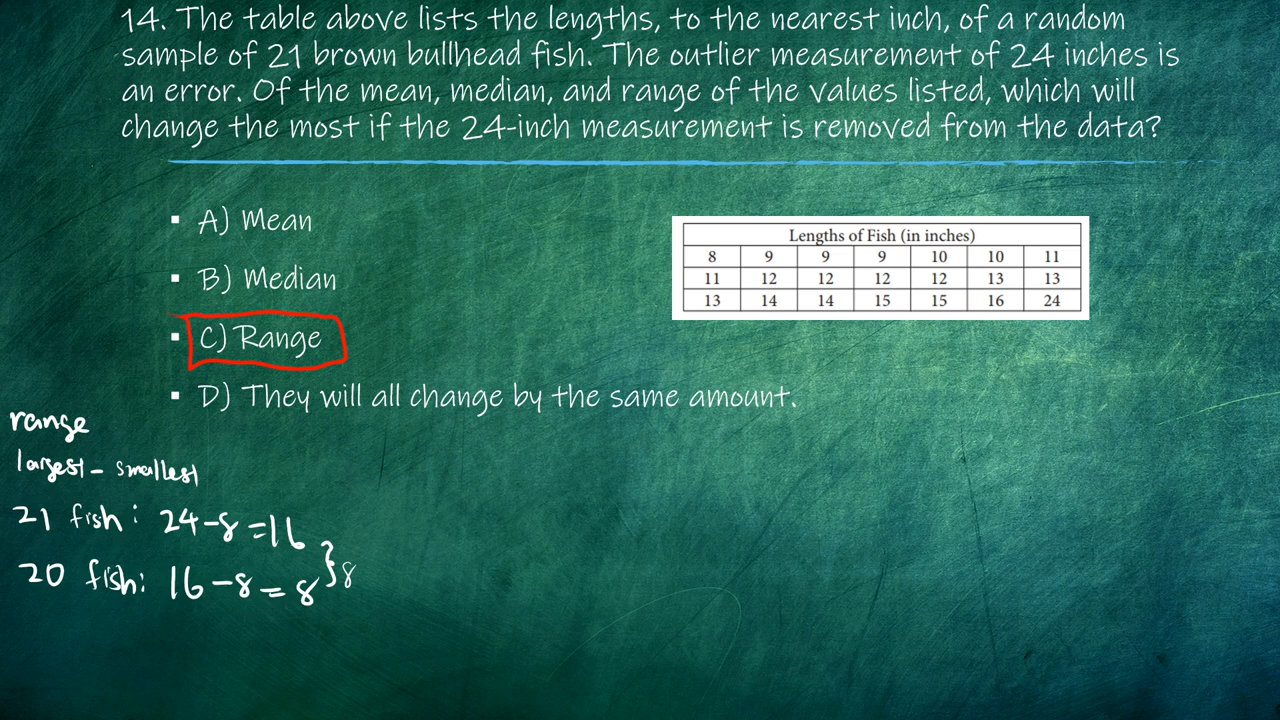 14. The table above lists the lengths, to the nearest inch, of a random
sample of 21 brown bullhead fish. The outlier measurement of 24 inches is
an error. Of the mean, median, and range of the values listed, which will
change the most if the 24-inch measurement is removed from the data?
A) Mean
B) Median
C) Range
D) They will all change by the same amount.
Lengths of Fish (in inches)
8 9 9 9 10 10 11
11 12 12 12 12 13 13
13 14 14 15 15 16 24
range
largest - smallest
21 fish: 24-8=16
20 fish: 16-8=8 }8